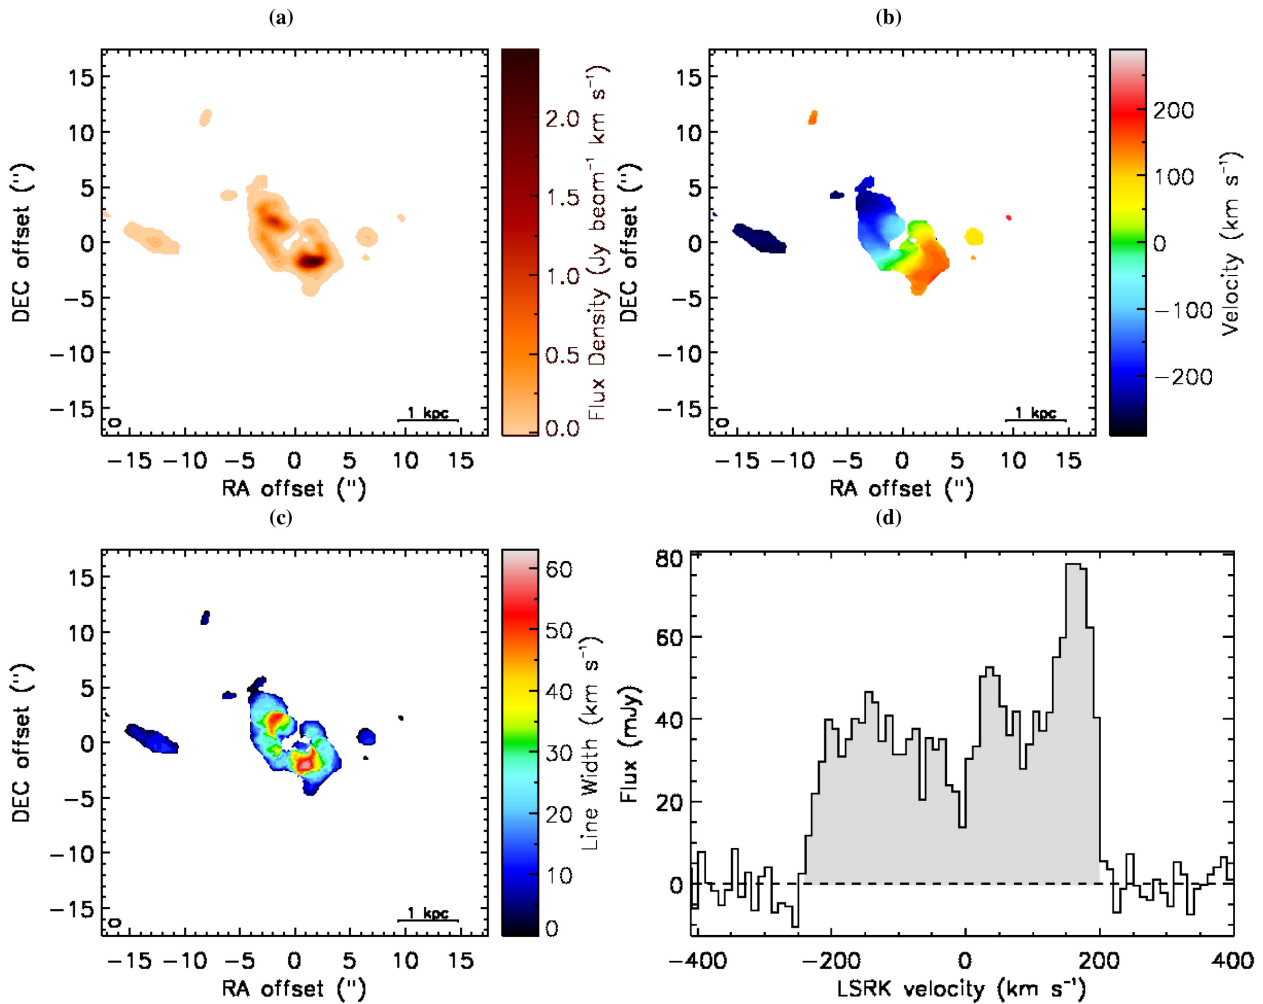 (a)
15
10
5
0
−5
−10
−15
−15 −10 −5 0 5 10 15
RA offset (")
DEC offset (")
1 kpc
2.0
1.5
1.0
0.5
0.0
Flux Density (Jy beam⁻¹ km s⁻¹)
(b)
15
10
5
0
−5
−10
−15
−15 −10 −5 0 5 10 15
RA offset (")
DEC offset (")
1 kpc
200
100
0
−100
−200
Velocity (km s⁻¹)
(c)
15
10
5
0
−5
−10
−15
−15 −10 −5 0 5 10 15
RA offset (")
DEC offset (")
1 kpc
60
50
40
30
20
10
0
Line Width (km s⁻¹)
(d)
80
60
40
20
0
−400 −200 0 200 400
LSRK velocity (km s⁻¹)
Flux (mJy)